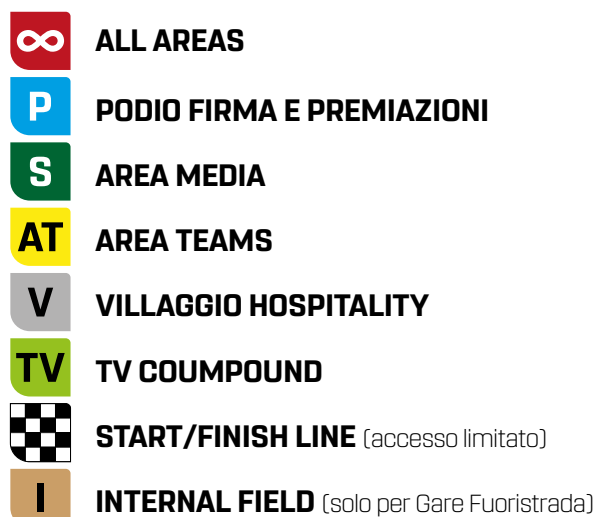 ∞ ALL AREAS
P PODIO FIRMA E PREMIAZIONI
S AREA MEDIA
AT AREA TEAMS
V VILLAGGIO HOSPITALITY
TV TV COUMPOUND
START/FINISH LINE (accesso limitato)
I INTERNAL FIELD (solo per Gare Fuoristrada)